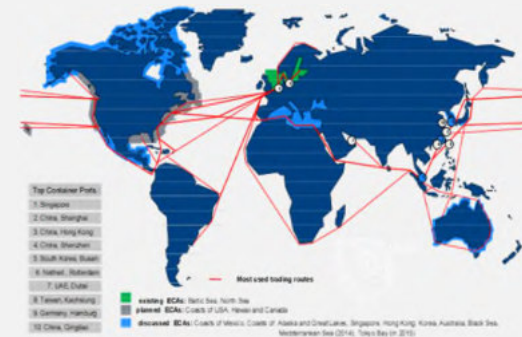 Top Container Ports
1. Singapore
2. China, Shanghai
3. China, Hong Kong
4. China, Shenzhen
5. South Korea, Busan
6. Netherl., Rotterdam
7. UAE, Dubai
8. Taiwan, Kaohsiung
9. Germany, Hamburg
10. China, Qingdao
Most used trading routes
existing ECAs: Baltic Sea, North Sea
planned ECAs: Coasts of USA, Hawaii and Canada
discussed ECAs: Coasts of Mexico, Coasts of Alaska and Great Lakes, Singapore, Hong Kong, Korea, Australia, Black Sea,
Mediterranean Sea (2014), Tokyo Bay (in 2015)